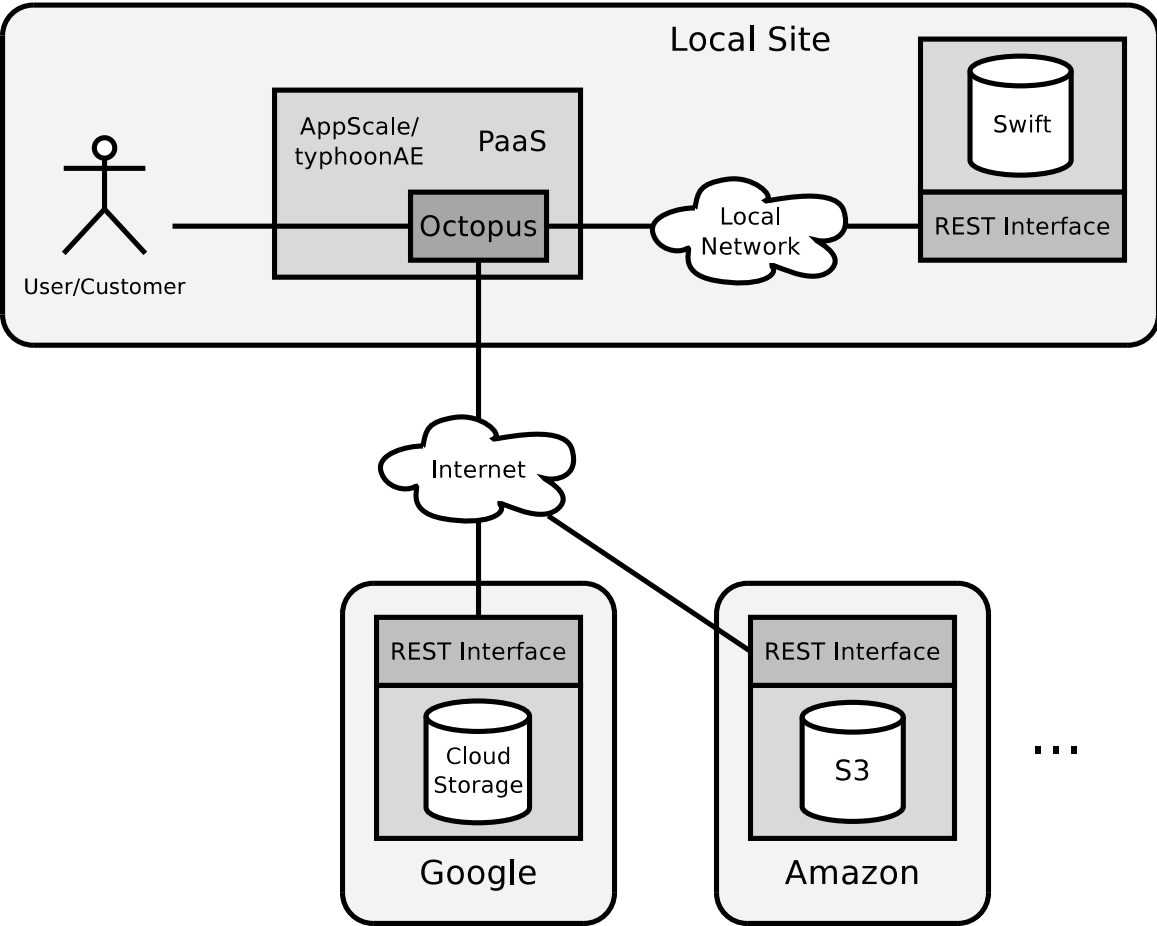 Local Site
AppScale/
typhoonAE
PaaS
Octopus
User/Customer
Local
Network
Swift
REST Interface
Internet
REST Interface
Cloud
Storage
Google
REST Interface
S3
Amazon
...